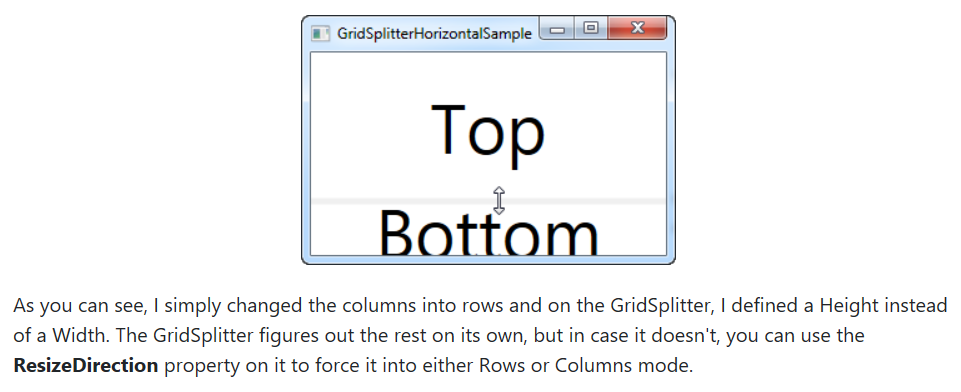 GridSplitterHorizontalSample
Top
Bottom
As you can see, I simply changed the columns into rows and on the GridSplitter, I defined a Height instead
of a Width. The GridSplitter figures out the rest on its own, but in case it doesn't, you can use the
ResizeDirection property on it to force it into either Rows or Columns mode.